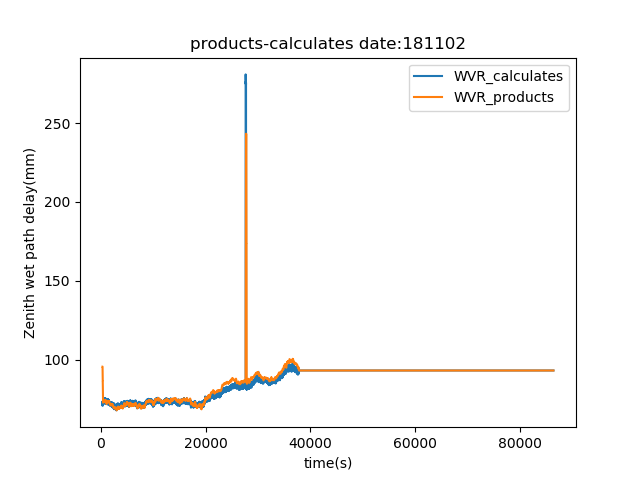 products-calculates date:181102
WVR_calculates
WVR_products
Zenith wet path delay(mm)
250
200
150
100
0 20000 40000 60000 80000
time(s)